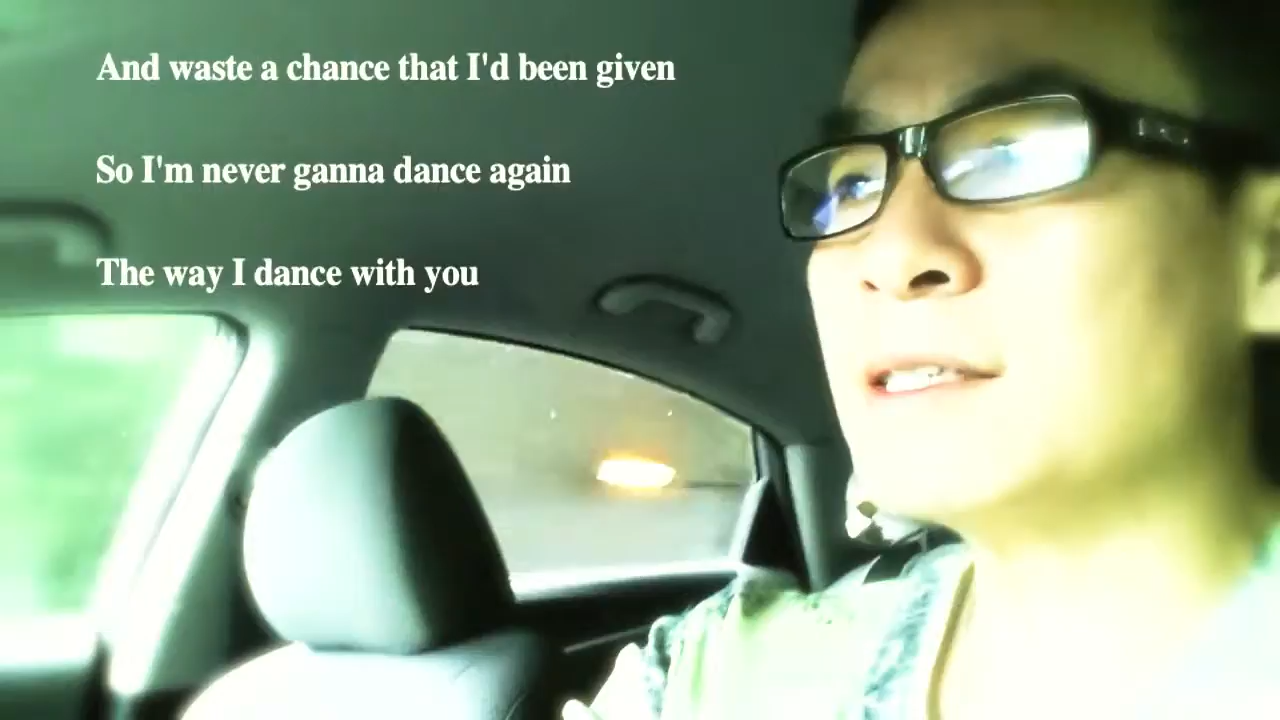 And waste a chance that I'd been given
So I'm never ganna dance again
The way I dance with you